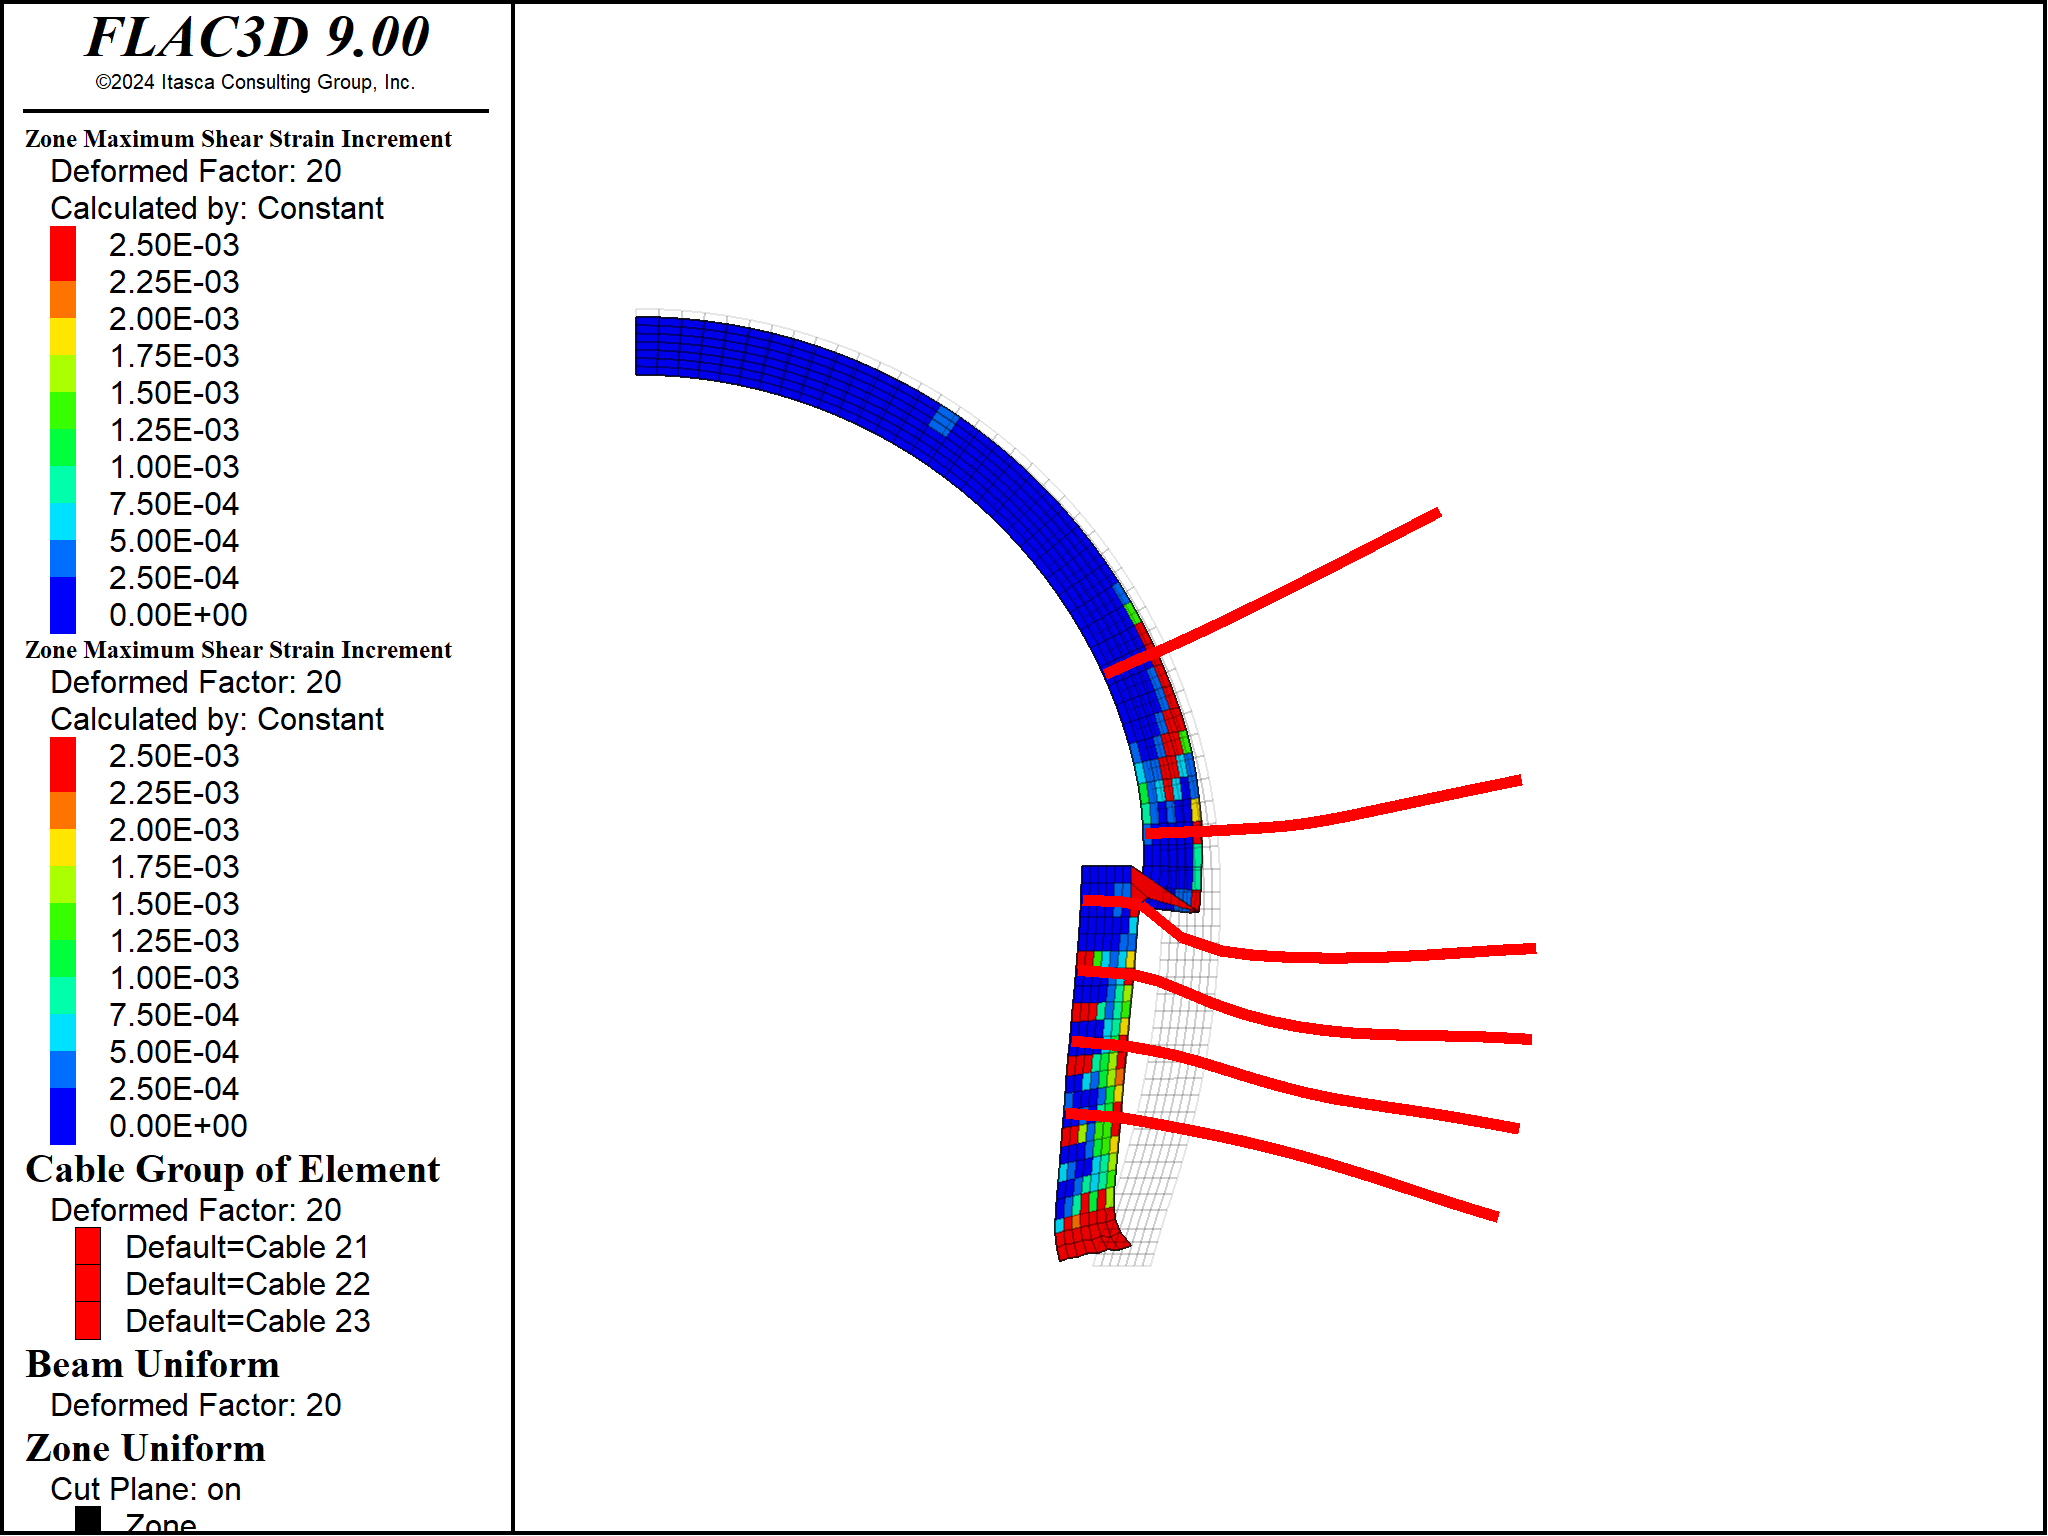 FLAC3D 9.00
©2024 Itasca Consulting Group, Inc.
Zone Maximum Shear Strain Increment
Deformed Factor: 20
Calculated by: Constant
2.50E-03
2.25E-03
2.00E-03
1.75E-03
1.50E-03
1.25E-03
1.00E-03
7.50E-04
5.00E-04
2.50E-04
0.00E+00
Zone Maximum Shear Strain Increment
Deformed Factor: 20
Calculated by: Constant
2.50E-03
2.25E-03
2.00E-03
1.75E-03
1.50E-03
1.25E-03
1.00E-03
7.50E-04
5.00E-04
2.50E-04
0.00E+00
Cable Group of Element
Deformed Factor: 20
Default=Cable 21
Default=Cable 22
Default=Cable 23
Beam Uniform
Deformed Factor: 20
Zone Uniform
Cut Plane: on
Zone